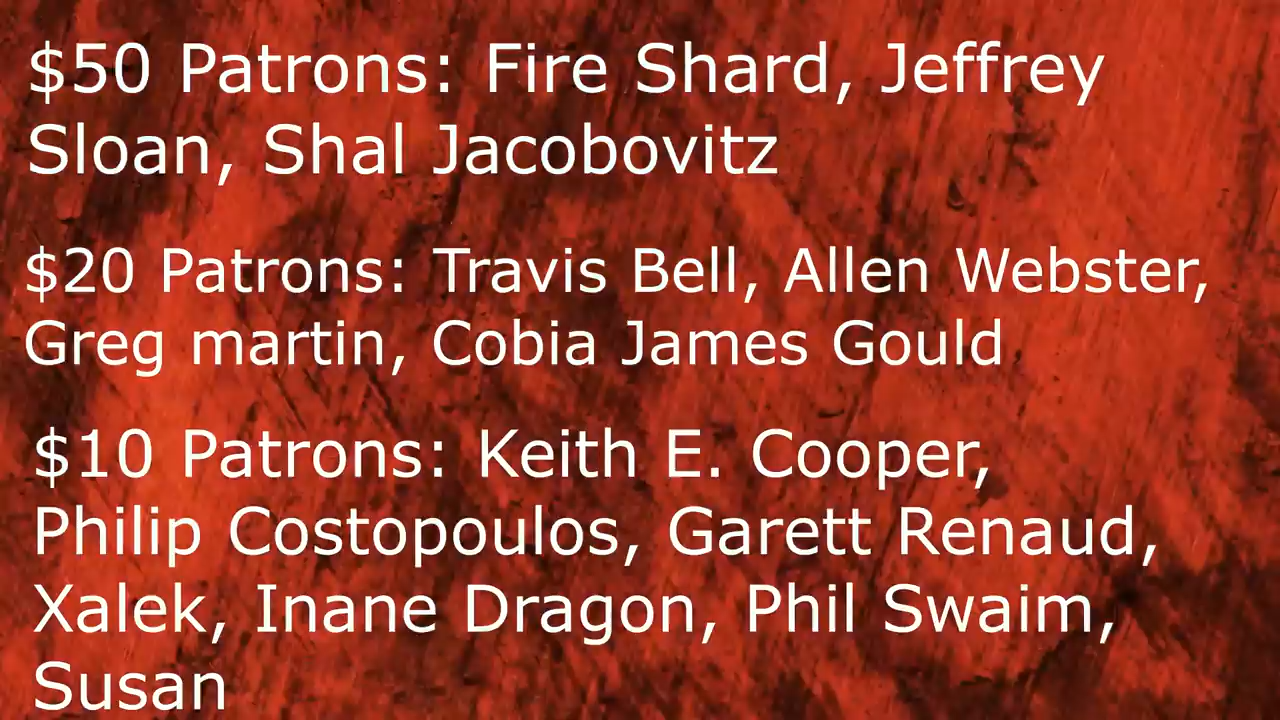 $50 Patrons: Fire Shard, Jeffrey
Sloan, Shal Jacobovitz
$20 Patrons: Travis Bell, Allen Webster,
Greg martin, Cobia James Gould
$10 Patrons: Keith E. Cooper,
Philip Costopoulos, Garett Renaud,
Xalek, Inane Dragon, Phil Swaim,
Susan